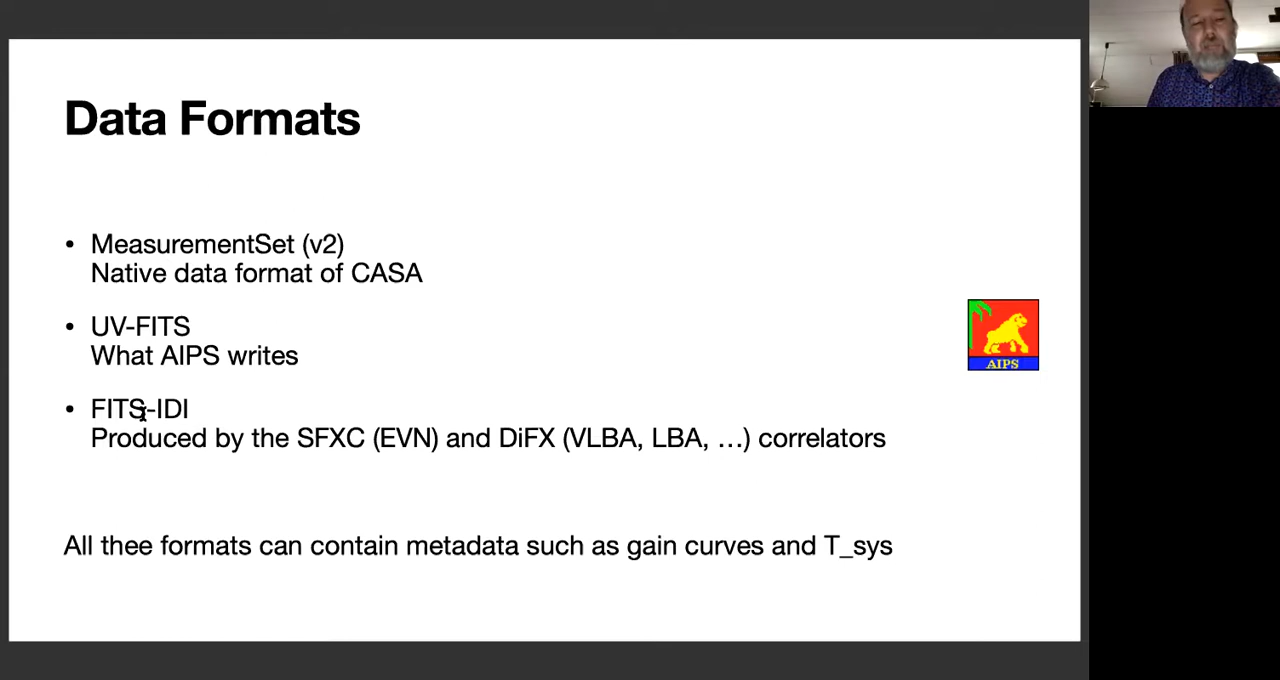 Data Formats
• MeasurementSet (v2)
Native data format of CASA
• UV-FITS
What AIPS writes
AIPS
• FITS-IDI
Produced by the SFXC (EVN) and DiFX (VLBA, LBA, …) correlators
All thee formats can contain metadata such as gain curves and T_sys